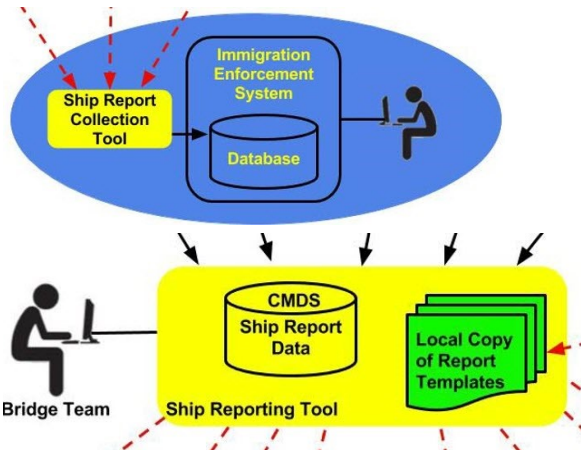 Immigration
Enforcement
System
Ship Report
Collection
Tool
Database
CMDS
Ship Report
Data
Local Copy
of Report
Templates
Bridge Team
Ship Reporting Tool